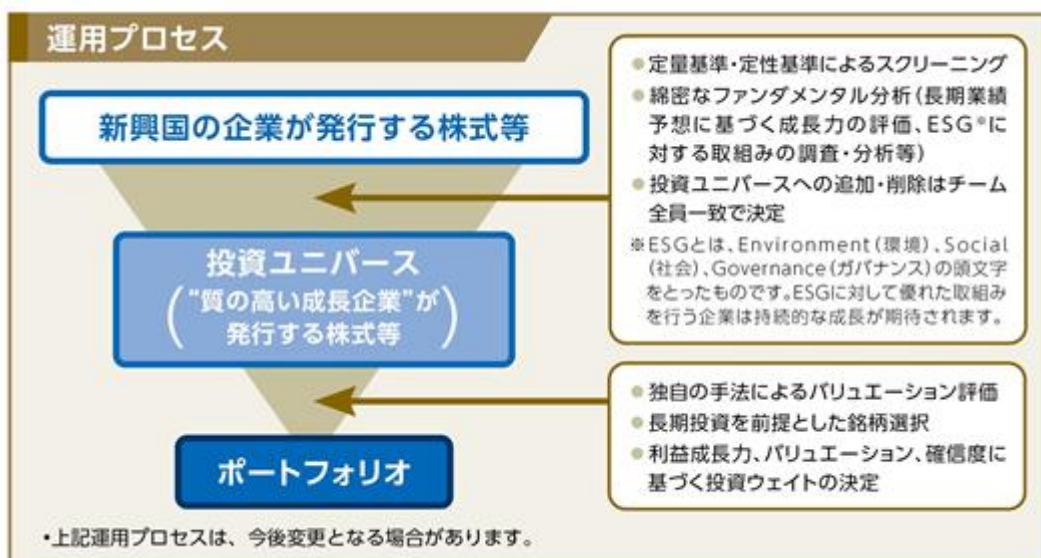 運用プロセス
新興国の企業が発行する株式等
●定量基準・定性基準によるスクリーニング
●綿密なファンダメンタル分析(長期業績
予想に基づく成長力の評価、ESG※に
対する取組みの調査・分析等)
●投資ユニバースへの追加・削除はチーム
全員一致で決定
※ESGとは、Environment(環境)、Social
(社会)、Governance(ガバナンス)の頭文字
をとったものです。ESGに対して優れた取組み
を行う企業は持続的な成長が期待されます。
投資ユニバース
("質の高い成長企業"が
発行する株式等)
●独自の手法によるバリュエーション評価
●長期投資を前提とした銘柄選択
●利益成長力、バリュエーション、確信度に
基づく投資ウェイトの決定
ポートフォリオ
・上記運用プロセスは、今後変更となる場合があります。